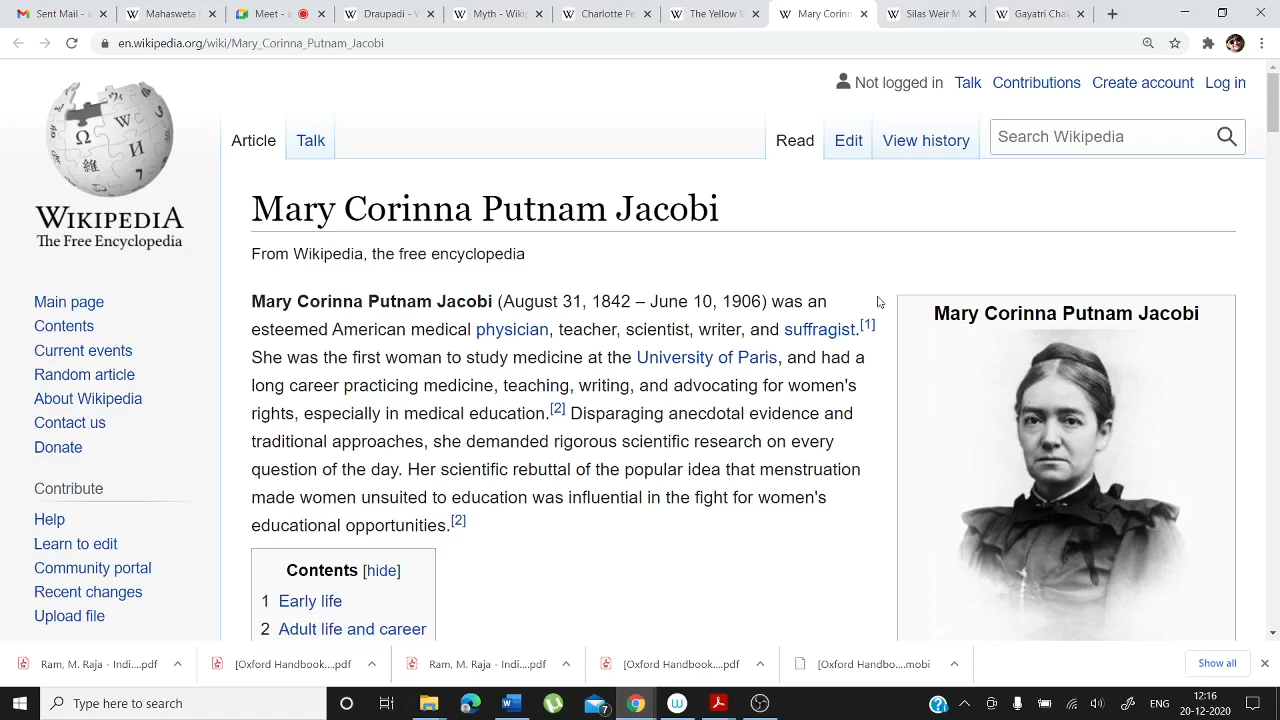 Sent Mail -
Mahasweta
Meet -
Draupadi - W
Myth - Wikip
Charlotte Pe
The Yellow W
Mary Corinn
Silas Weir M
Gayatri Chak
en.wikipedia.org/wiki/Mary_Corinna_Putnam_Jacobi
Not logged in Talk Contributions Create account Log in
Article Talk Read Edit View history Search Wikipedia
WIKIPEDIA
The Free Encyclopedia
Mary Corinna Putnam Jacobi
From Wikipedia, the free encyclopedia
Main page
Contents
Current events
Random article
About Wikipedia
Contact us
Donate
Contribute
Help
Learn to edit
Community portal
Recent changes
Upload file
Mary Corinna Putnam Jacobi (August 31, 1842 – June 10, 1906) was an
esteemed American medical physician, teacher, scientist, writer, and suffragist.[1]
She was the first woman to study medicine at the University of Paris, and had a
long career practicing medicine, teaching, writing, and advocating for women's
rights, especially in medical education.[2] Disparaging anecdotal evidence and
traditional approaches, she demanded rigorous scientific research on every
question of the day. Her scientific rebuttal of the popular idea that menstruation
made women unsuited to education was influential in the fight for women's
educational opportunities.[2]
Contents [hide]
1 Early life
2 Adult life and career
Mary Corinna Putnam Jacobi
Ram, M. Raja - Indi....pdf
[Oxford Handbook....pdf
Ram, M. Raja - Indi....pdf
[Oxford Handbook....pdf
[Oxford Handbo....mobi
Show all
Type here to search
7
ENG
12:16
20-12-2020